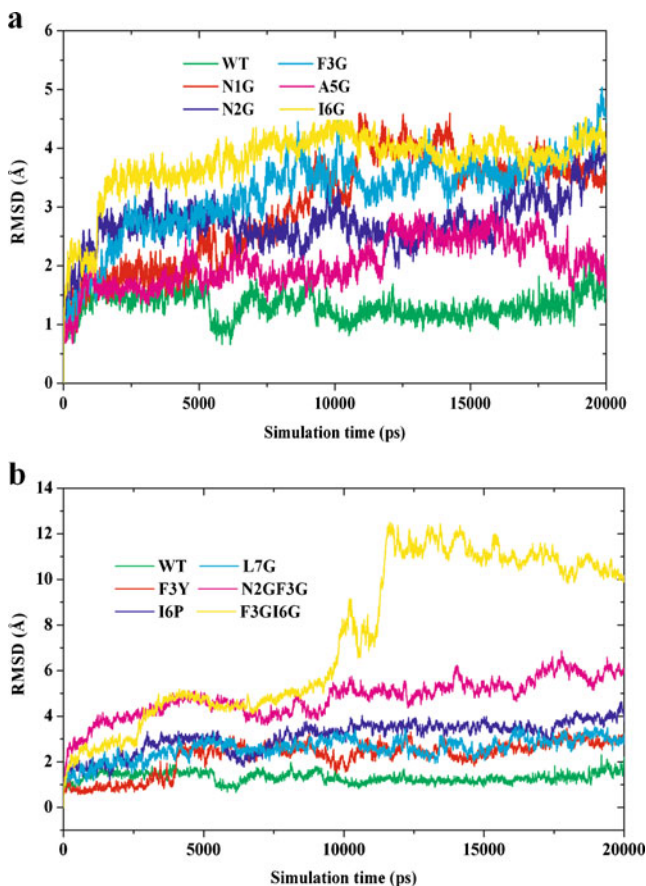 a
6
5
4
3
2
1
0
RMSD (Å)
WT F3G
N1G A5G
N2G I6G
0 5000 10000 15000 20000
Simulation time (ps)
b
14
12
10
8
6
4
2
0
RMSD (Å)
WT L7G
F3Y N2GF3G
I6P F3GI6G
0 5000 10000 15000 20000
Simulation time (ps)